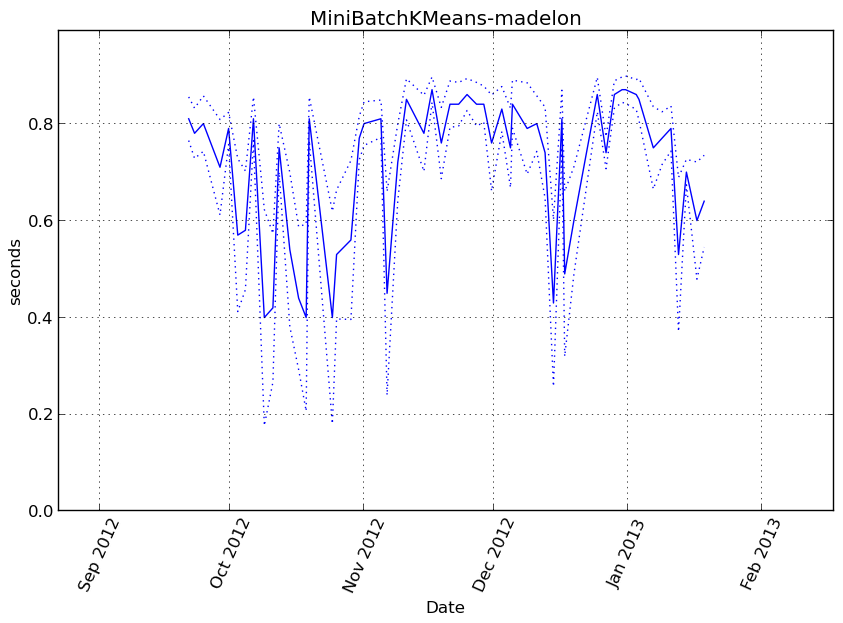 MiniBatchKMeans-madelon
0.8
0.6
0.4
0.2
0.0
seconds
Sep 2012
Oct 2012
Nov 2012
Dec 2012
Jan 2013
Feb 2013
Date